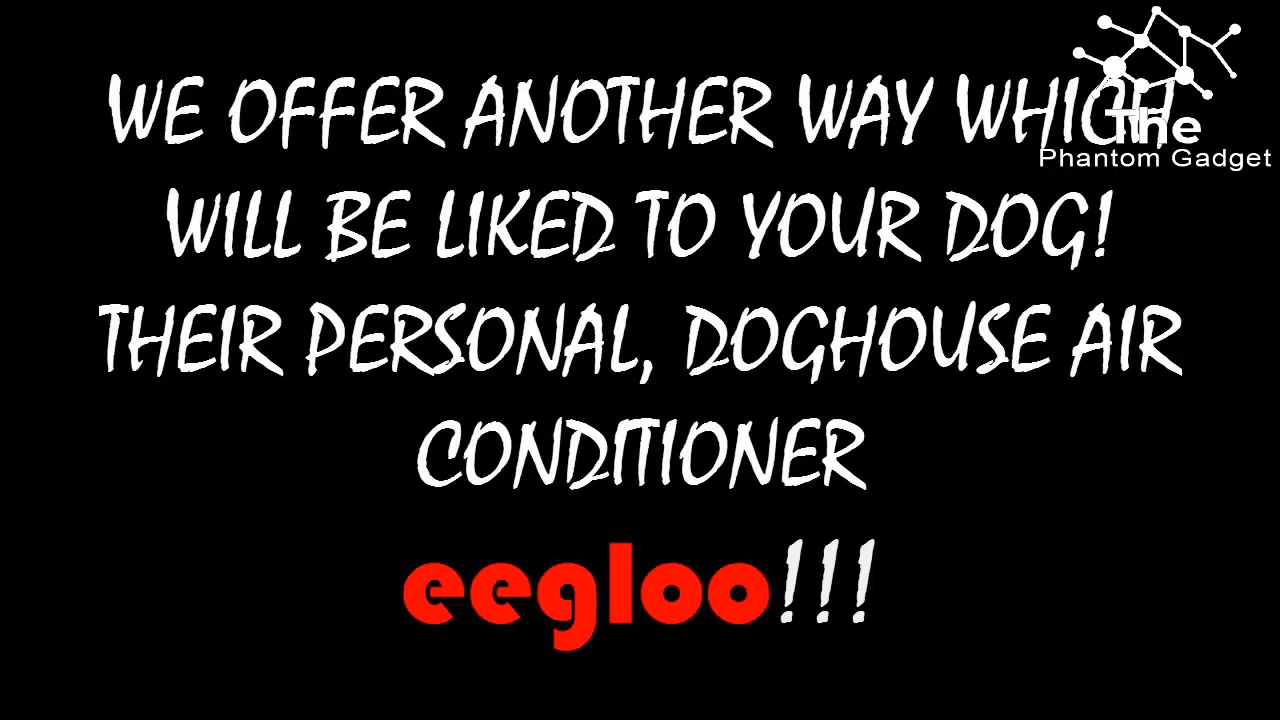 WE OFFER ANOTHER WAY WHICH
WILL BE LIKED TO YOUR DOG!
THEIR PERSONAL, DOGHOUSE AIR
CONDITIONER
eegloo!!!
The
Phantom Gadget